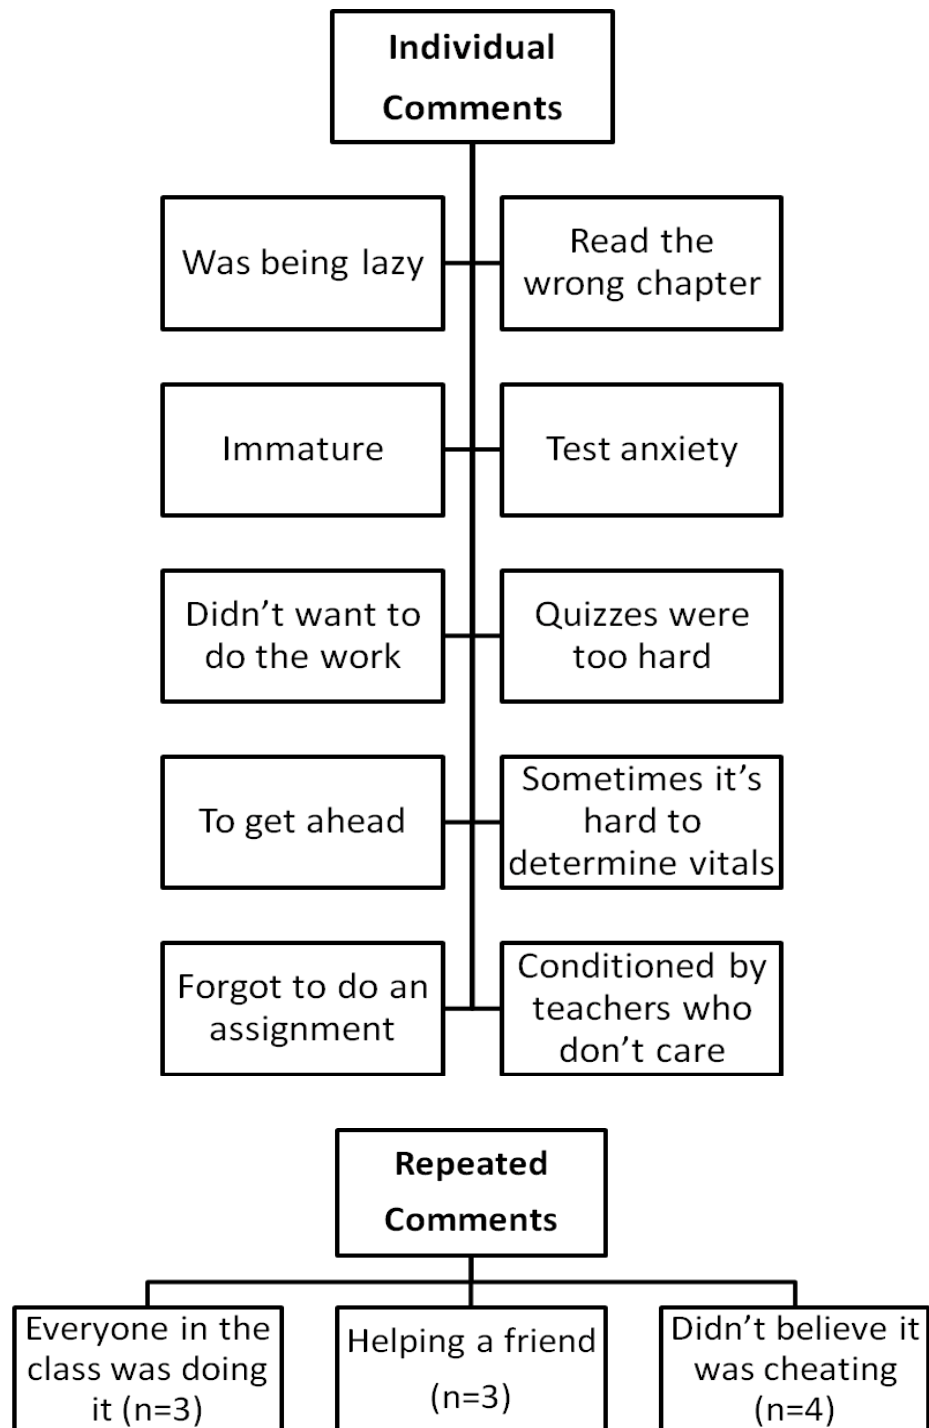 Individual
Comments
Was being lazy
Read the
wrong chapter
Immature
Test anxiety
Didn’t want to
do the work
Quizzes were
too hard
To get ahead
Sometimes it’s
hard to
determine vitals
Forgot to do an
assignment
Conditioned by
teachers who
don’t care
Repeated
Comments
Everyone in the
class was doing
it (n=3)
Helping a friend
(n=3)
Didn’t believe it
was cheating
(n=4)